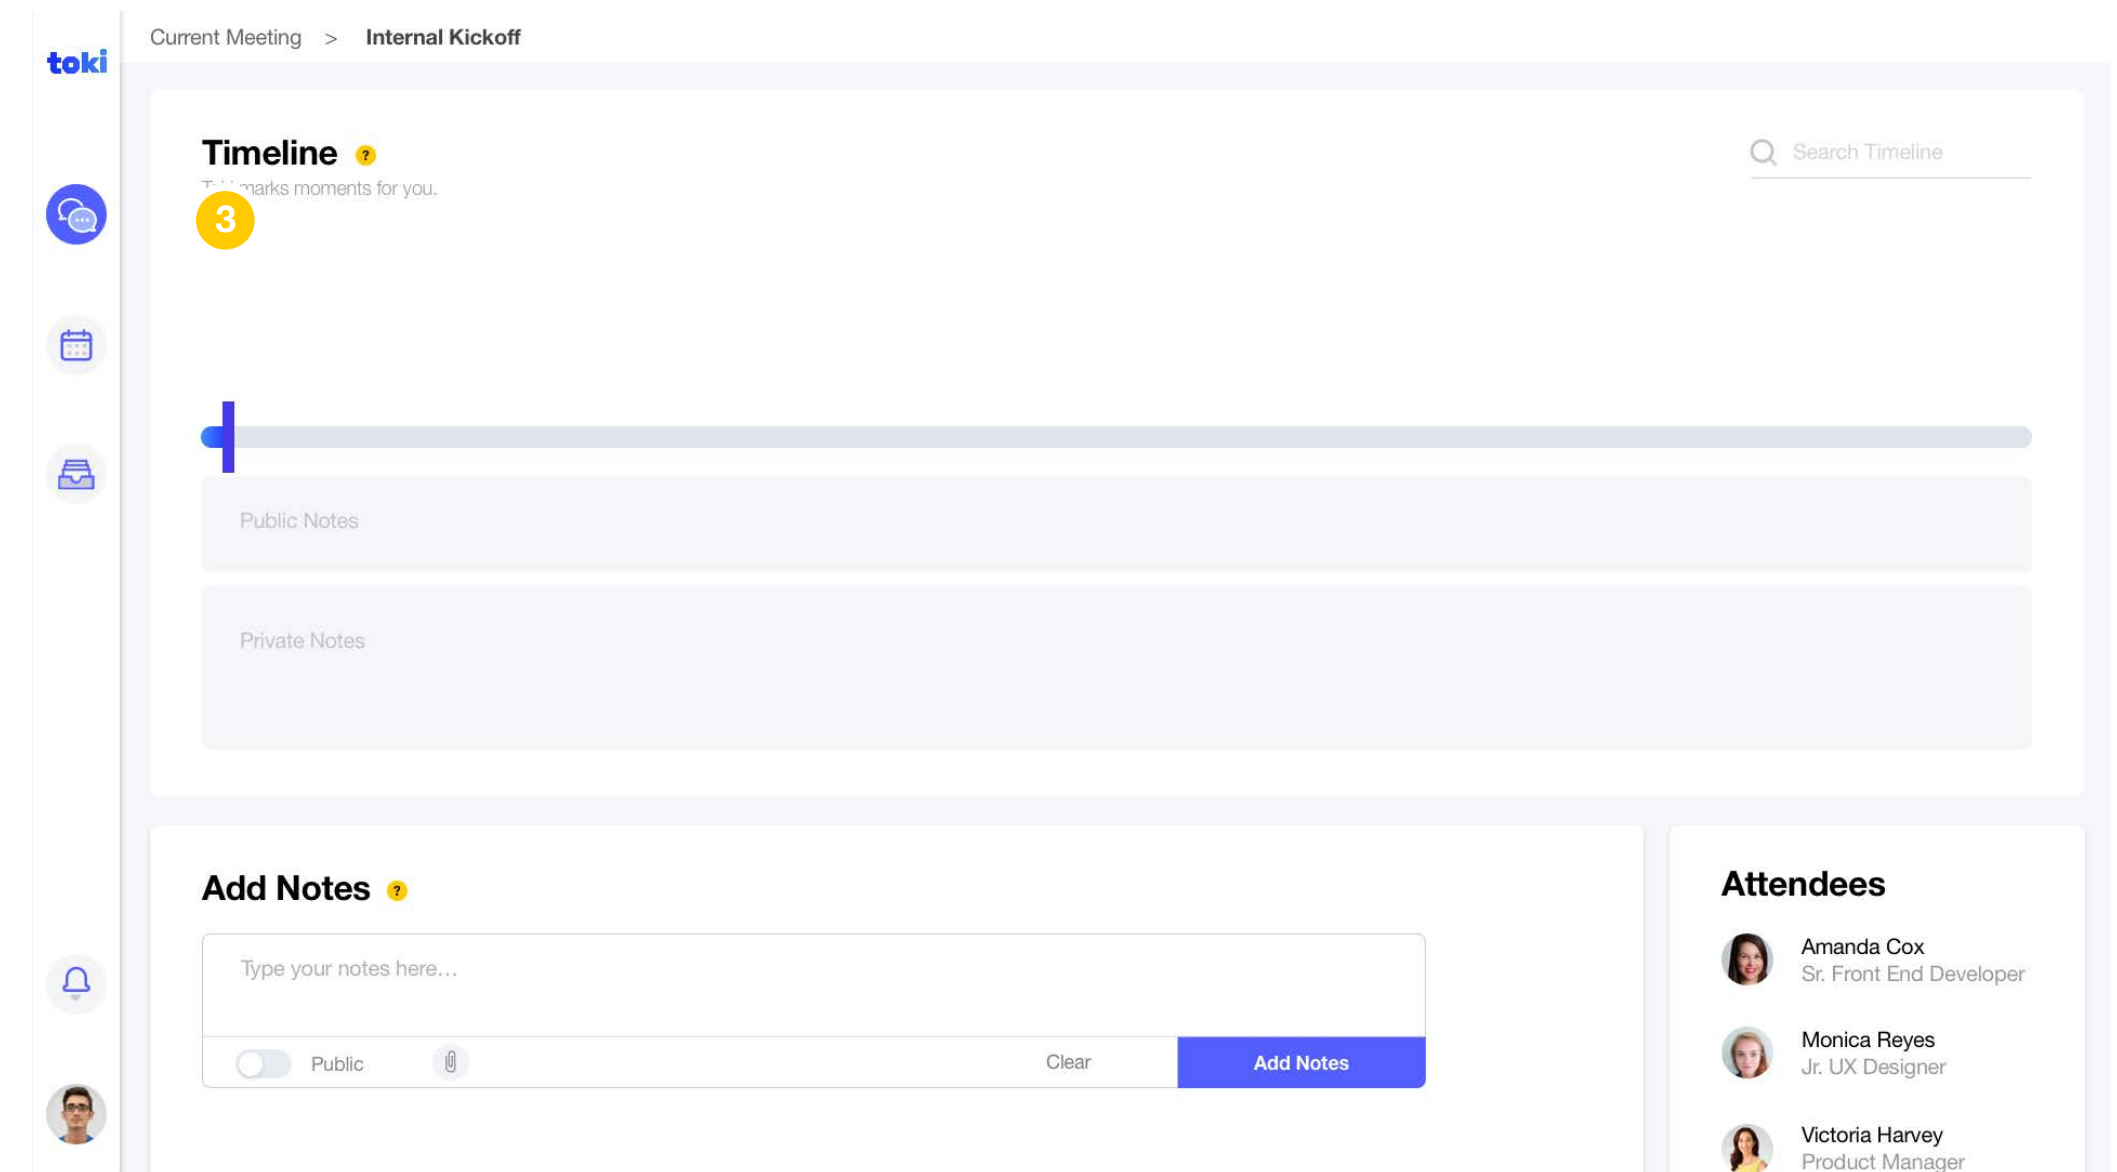 toki
Current Meeting > Internal Kickoff
Timeline ?
marks moments for you.
3
Search Timeline
Public Notes
Private Notes
Add Notes ?
Type your notes here...
Public
Clear
Add Notes
Attendees
Amanda Cox
Sr. Front End Developer
Monica Reyes
Jr. UX Designer
Victoria Harvey
Product Manager